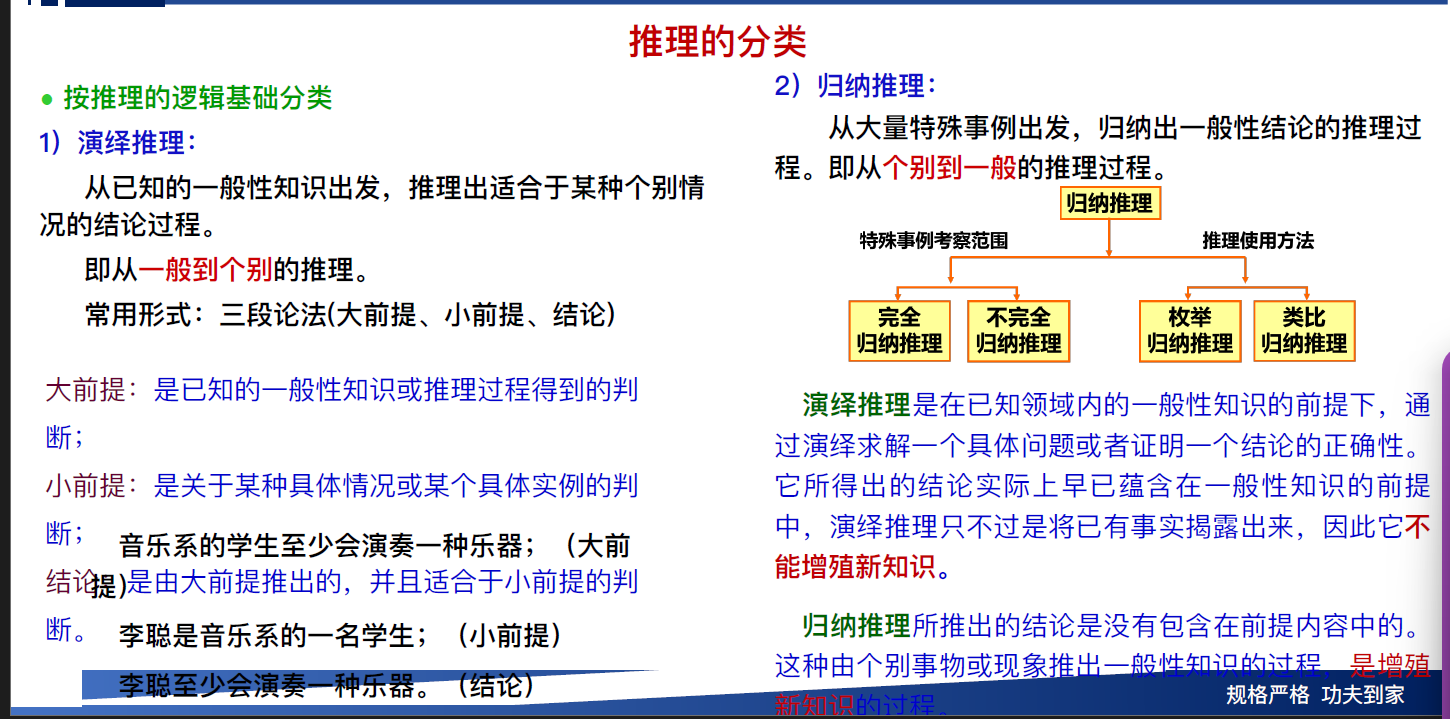 推理的分类
• 按推理的逻辑基础分类
1）演绎推理：
从已知的一般性知识出发，推理出适合于某种个别情
况的结论过程。
即从一般到个别的推理。
常用形式：三段论法(大前提、小前提、结论)
大前提：是已知的一般性知识或推理过程得到的判
断；
小前提：是关于某种具体情况或某个具体实例的判
断；
结论：是由大前提推出的，并且适合于小前提的判
断。
音乐系的学生至少会演奏一种乐器；（大前
提)
李聪是音乐系的一名学生；（小前提）
李聪至少会演奏一种乐器。（结论）
2）归纳推理：
从大量特殊事例出发，归纳出一般性结论的推理过
程。即从个别到一般的推理过程。
归纳推理
特殊事例考察范围
推理使用方法
完全
归纳推理
不完全
归纳推理
枚举
归纳推理
类比
归纳推理
演绎推理是在已知领域内的一般性知识的前提下，通
过演绎求解一个具体问题或者证明一个结论的正确性。
它所得出的结论实际上早已蕴含在一般性知识的前提
中，演绎推理只不过是将已有事实揭露出来，因此它不
能增殖新知识。
归纳推理所推出的结论是没有包含在前提内容中的。
这种由个别事物或现象推出一般性知识的过程，是增殖
新知识的过程。
规格严格 功夫到家